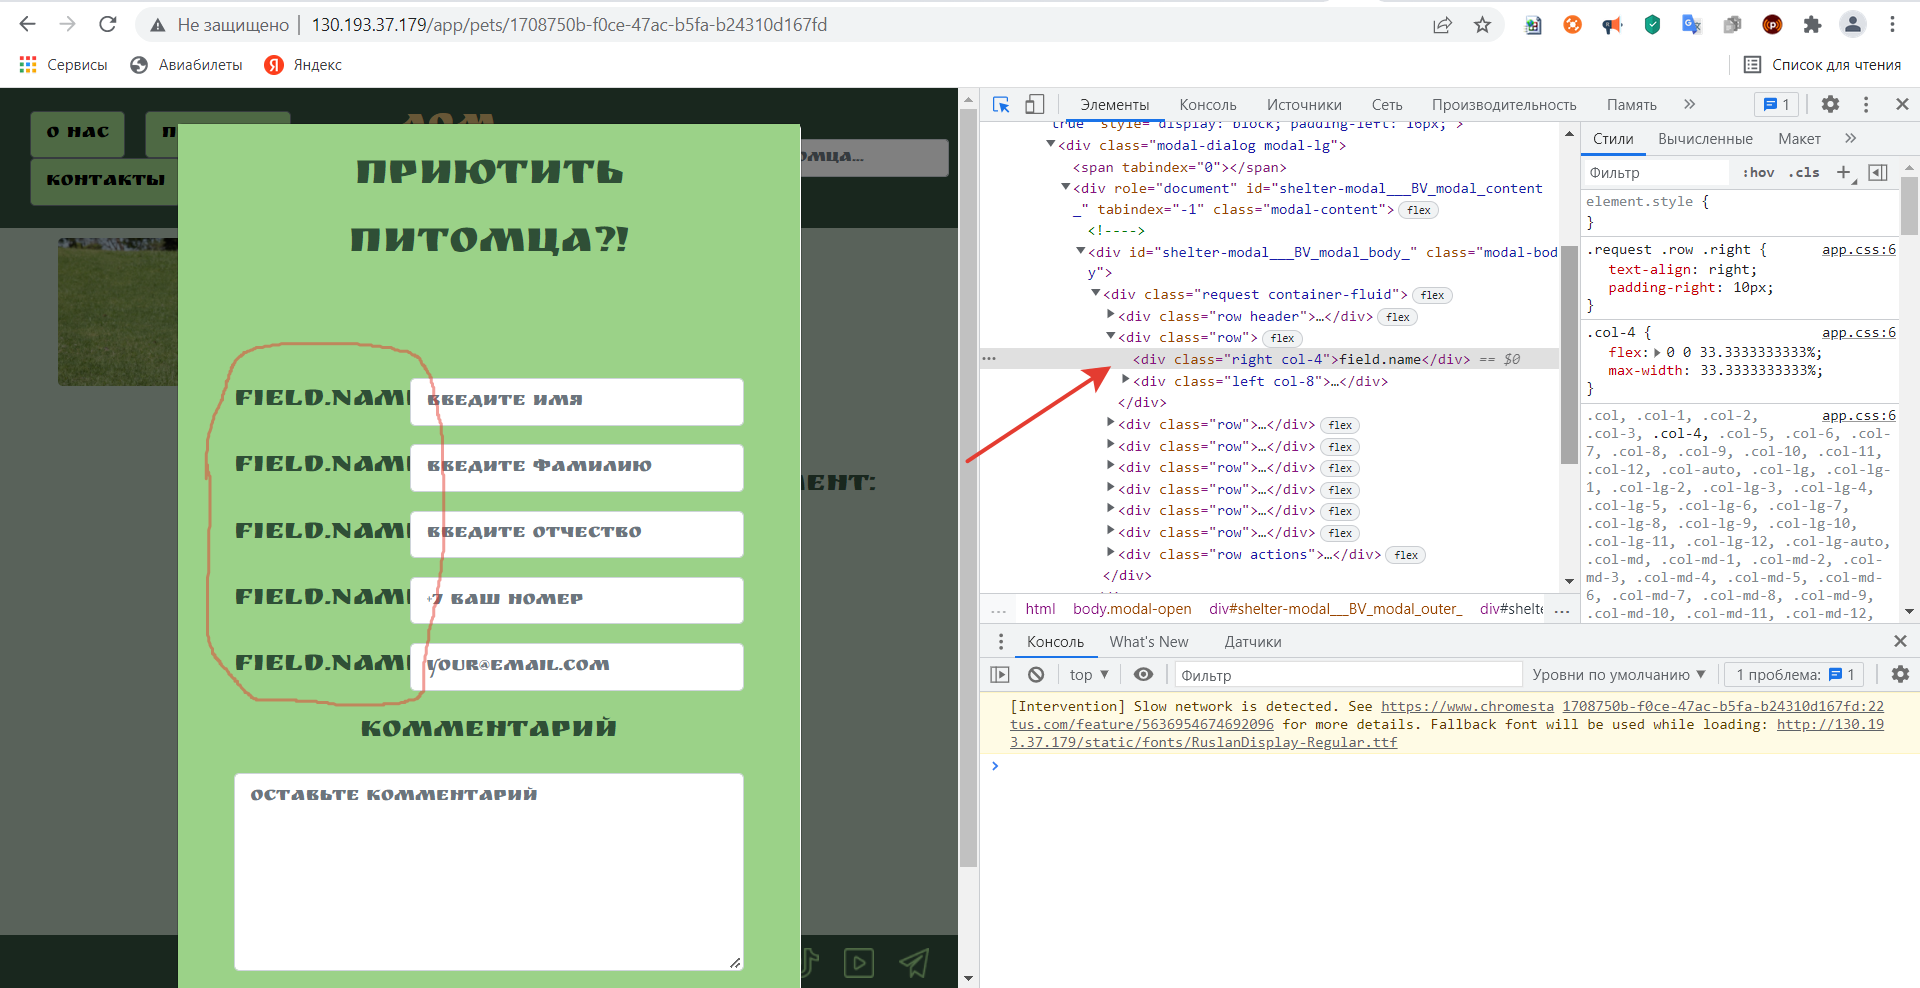 Не защищено | 130.193.37.179/app/pets/1708750b-f0ce-47ac-b5fa-b24310d167fd
Сервисы Авиабилеты Яндекс Список для чтения
О НАС
КОНТАКТЫ
ПРИЮТИТЬ
ПИТОМЦА?!
FIELD.NAME ВВЕДИТЕ ИМЯ
FIELD.NAME ВВЕДИТЕ ФАМИЛИЮ
FIELD.NAME ВВЕДИТЕ ОТЧЕСТВО
FIELD.NAME +7 ВАШ НОМЕР
FIELD.NAME YOUR@EMAIL.COM
КОММЕНТАРИЙ
ОСТАВЬТЕ КОММЕНТАРИЙ
Элементы Консоль Источники Сеть Производительность Память » 1
true" style="display: block; padding-left: 16px;">
<div class="modal-dialog modal-lg">
<span tabindex="0"></span>
<div role="document" id="shelter-modal___BV_modal_content
_" tabindex="-1" class="modal-content"> flex
<!---->
<div id="shelter-modal___BV_modal_body_" class="modal-bod
y">
<div class="request container-fluid"> flex
<div class="row header">…</div> flex
<div class="row"> flex
<div class="right col-4">field.name</div> == $0
<div class="left col-8">…</div>
</div>
<div class="row">…</div> flex
<div class="row">…</div> flex
<div class="row">…</div> flex
<div class="row">…</div> flex
<div class="row">…</div> flex
<div class="row">…</div> flex
<div class="row actions">…</div> flex
</div>
... html body.modal-open div#shelter-modal___BV_modal_outer_ div#shelte ...
Стили Вычисленные Макет »
Фильтр :hov .cls +
element.style {
}
.request .row .right { app.css:6
text-align: right;
padding-right: 10px;
}
.col-4 { app.css:6
flex: 0 0 33.3333333333%;
max-width: 33.3333333333%;
}
.col, .col-1, .col-2, app.css:6
.col-3, .col-4, .col-5, .col-6, .col-
7, .col-8, .col-9, .col-10, .col-11,
.col-12, .col-auto, .col-lg, .col-lg-
1, .col-lg-2, .col-lg-3, .col-lg-4,
.col-lg-5, .col-lg-6, .col-lg-7,
.col-lg-8, .col-lg-9, .col-lg-10,
.col-lg-11, .col-lg-12, .col-lg-auto,
.col-md, .col-md-1, .col-md-2, .col-
md-3, .col-md-4, .col-md-5, .col-md-
6, .col-md-7, .col-md-8, .col-md-9,
.col-md-10, .col-md-11, .col-md-12,
Консоль What's New Датчики
top ▼ Фильтр Уровни по умолчанию ▼ 1 проблема: 1
[Intervention] Slow network is detected. See https://www.chromesta 1708750b-f0ce-47ac-b5fa-b24310d167fd:22
tus.com/feature/5636954674692096 for more details. Fallback font will be used while loading: http://130.19
3.37.179/static/fonts/RuslanDisplay-Regular.ttf